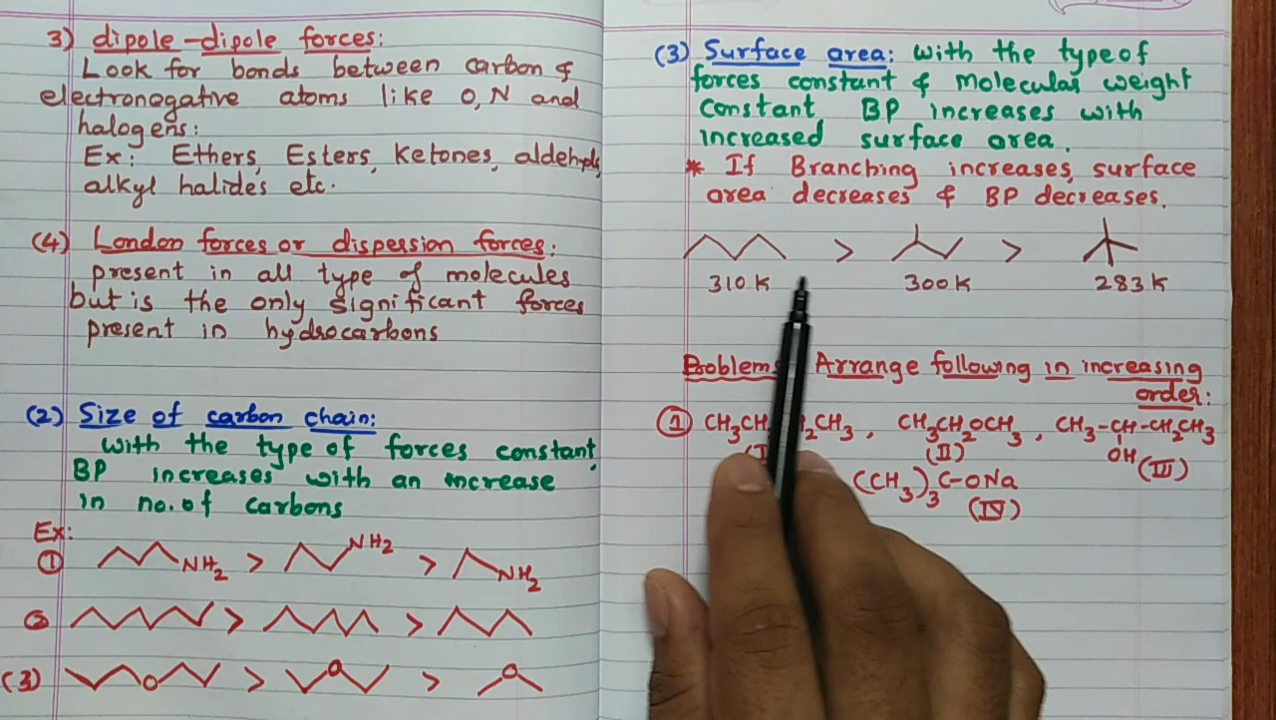 3) dipole-dipole forces:
Look for bonds between carbon &
electronogative atoms like O, N and
halogens:
Ex: Ethers, Esters, Ketones,
alkyl halides etc.
(4) London forces or dispession forces:
present in all type of molecules
but is the only significant forces
present in hydrocarbons
(2) Size of carbon chain:
with the type of forces constant,
BP increases with an increase
in no. of carbons
Ex:
① NH2 > NH2 > NH2
② > >
(3) O > O > O
(3) Surface area: with the type of
forces constant & molecular weight
constant BP increases with
increased surface area.
* If Branching increases, surface
area decreases & BP decreases.
> >
310 K 300 K 283 K
Arrange following in increasing
order:
① CH3CH 2CH3, CH3CH2OCH3, CH3-CH-CH2CH3
(II) OH (III)
(CH3)3C-ONa
(IV)